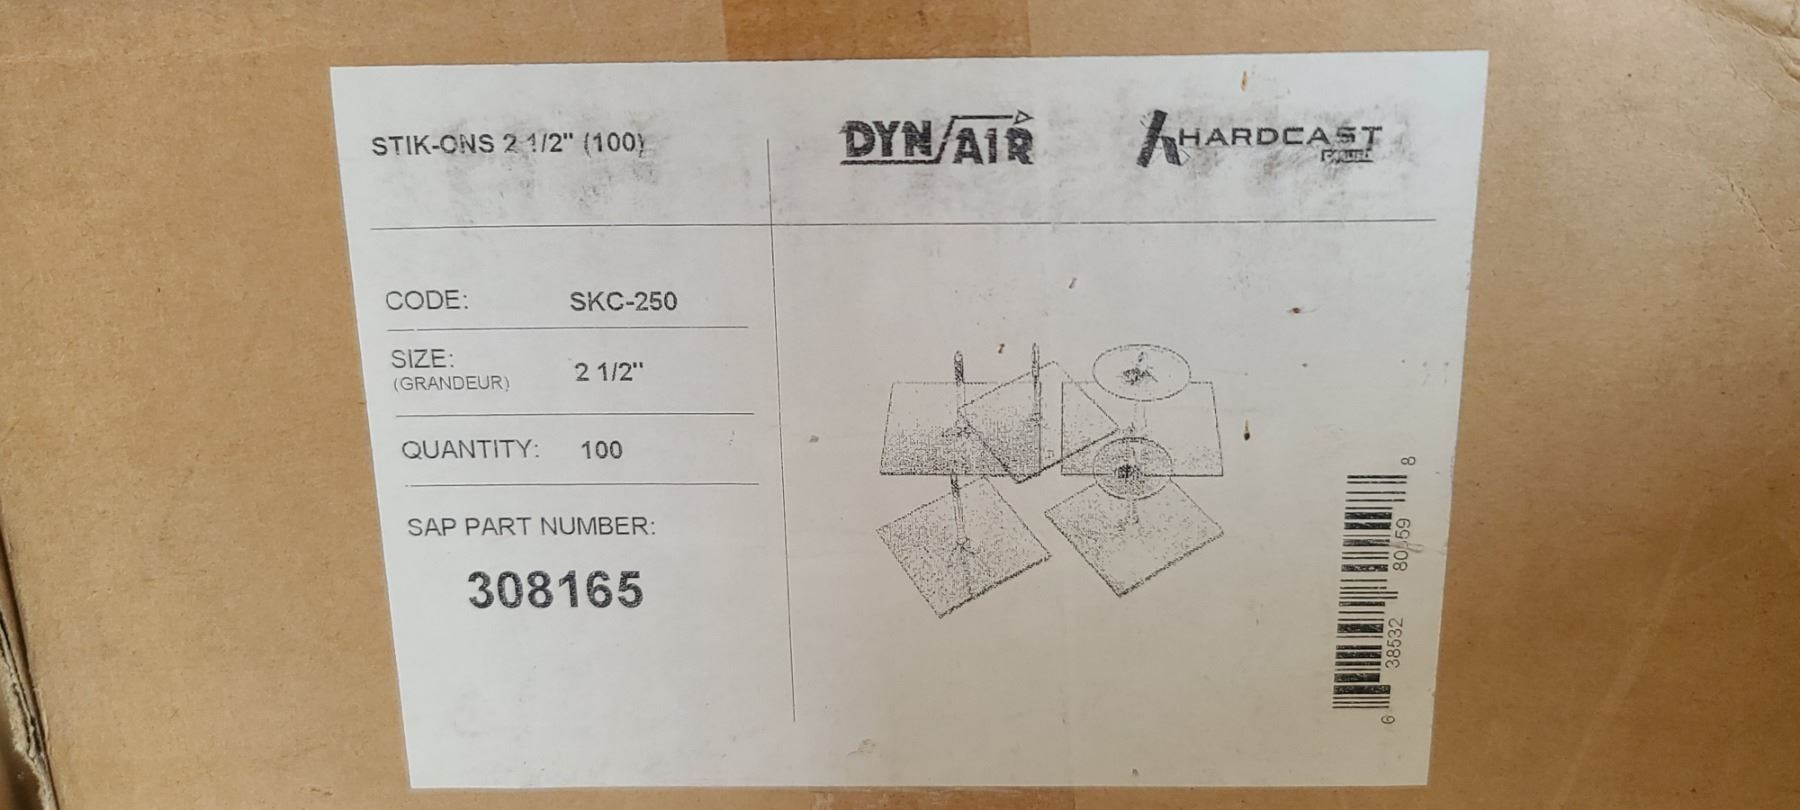 STIK-ONS 2 1/2" (100)
DYN/AIR
HARDCAST
CODE: SKC-250
SIZE: 2 1/2"
(GRANDEUR)
QUANTITY: 100
SAP PART NUMBER:
308165
6 38532 80159 8